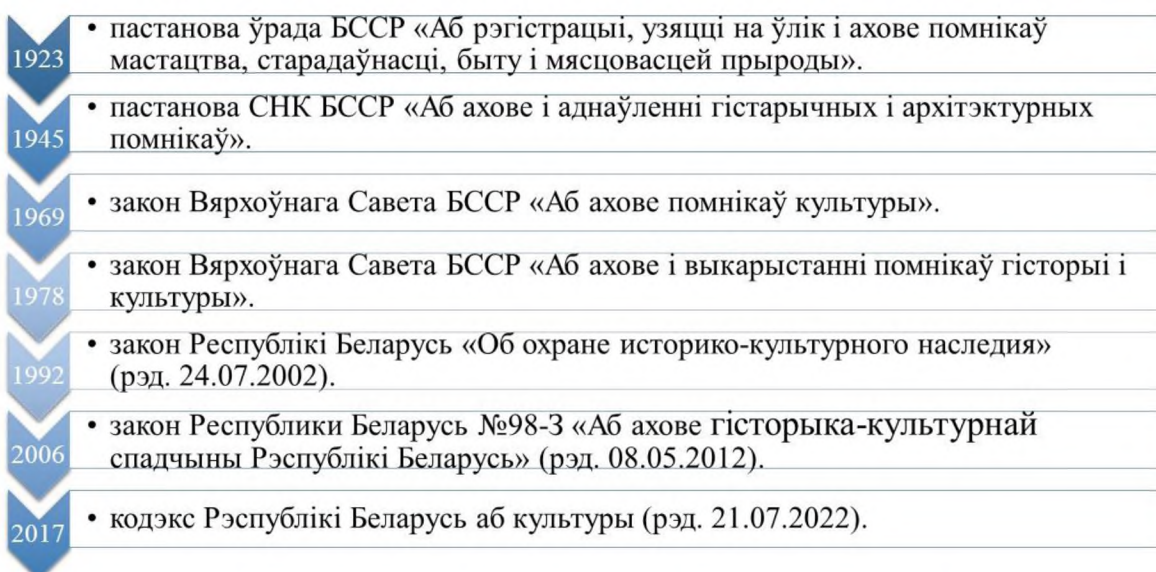 1923
• пастанова ўрада БССР «Аб рэгістрацыі, узяцці на ўлік і ахове помнікаў
мастацтва, старадаўнасці, быту і мясцовасцей прыроды».
1945
• пастанова СНК БССР «Аб ахове і аднаўленні гістарычных і архітэктурных
помнікаў».
1969
• закон Вярхоўнага Савета БССР «Аб ахове помнікаў культуры».
1978
• закон Вярхоўнага Савета БССР «Аб ахове і выкарыстанні помнікаў гісторыі і
культуры».
1992
• закон Республікі Беларусь «Об охране историко-культурного наследия»
(рэд. 24.07.2002).
2006
• закон Республики Беларусь №98-З «Аб ахове гісторыка-культурнай
спадчыны Рэспублікі Беларусь» (рэд. 08.05.2012).
2017
• кодэкс Рэспублікі Беларусь аб культуры (рэд. 21.07.2022).